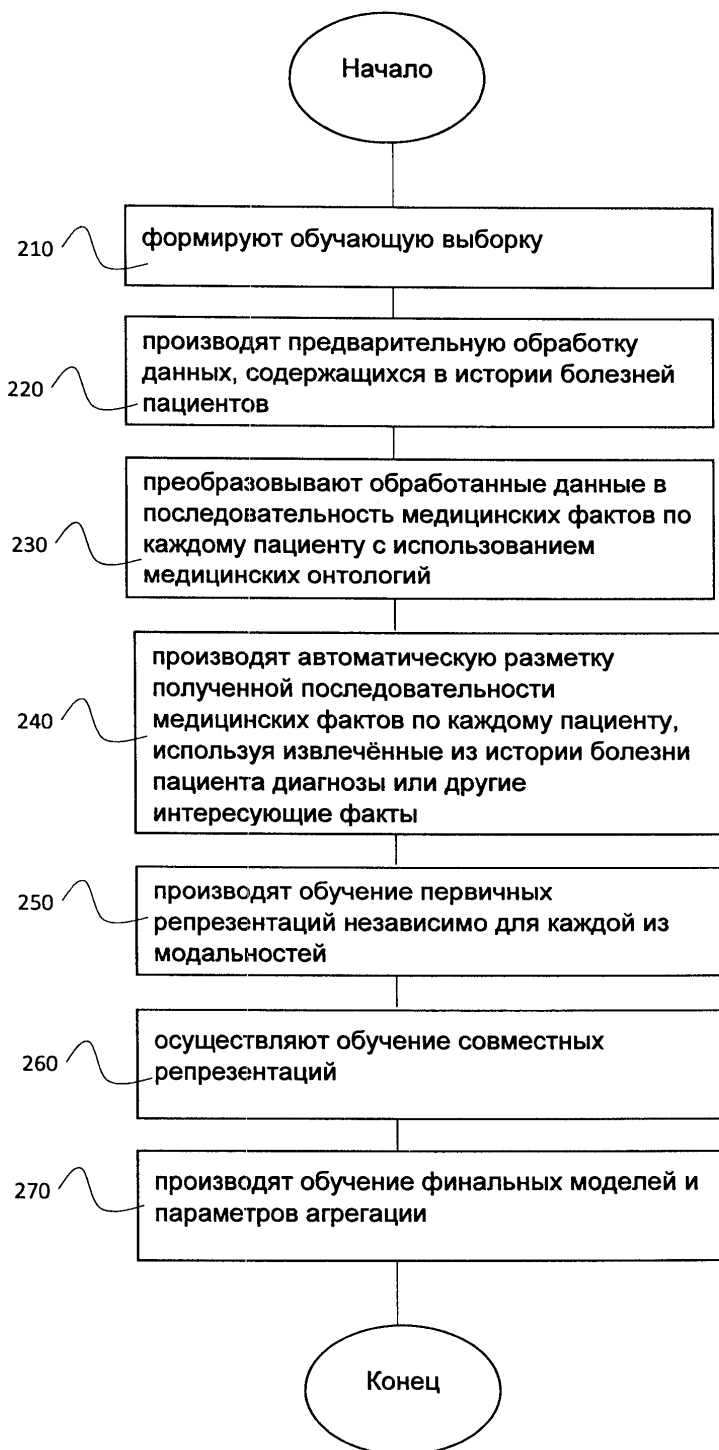 Начало
210
формируют обучающую выборку
220
производят предварительную обработку
данных, содержащихся в истории болезней
пациентов
230
преобразовывают обработанные данные в
последовательность медицинских фактов по
каждому пациенту с использованием
медицинских онтологий
240
производят автоматическую разметку
полученной последовательности
медицинских фактов по каждому пациенту,
используя извлечённые из истории болезни
пациента диагнозы или другие
интересующие факты
250
производят обучение первичных
репрезентаций независимо для каждой из
модальностей
260
осуществляют обучение совместных
репрезентаций
270
производят обучение финальных моделей и
параметров агрегации
Конец